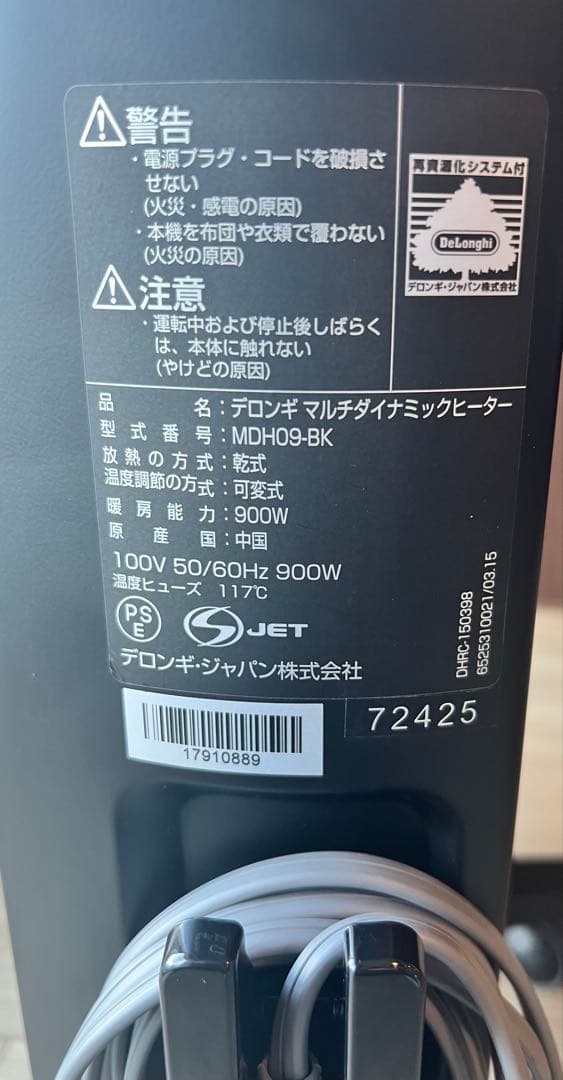 警告
・電源プラグ・コードを破損さ
せない
(火災・感電の原因)
・本機を布団や衣類で覆わない
(火災の原因)
注意
・運転中および停止後しばらく
は、本体に触れない
(やけどの原因)
再資源化システム付
DeLonghi
デロンギ・ジャパン株式会社
品名：デロンギ マルチダイナミックヒーター
型式番号：MDH09-BK
放熱の方式：乾式
温度調節の方式：可変式
暖房能力：900W
原産国：中国
100V 50/60Hz 900W
温度ヒューズ 117℃
PS
E
S JET
デロンギ・ジャパン株式会社
DHRC-150398
6525310021/03.15
17910889
72425